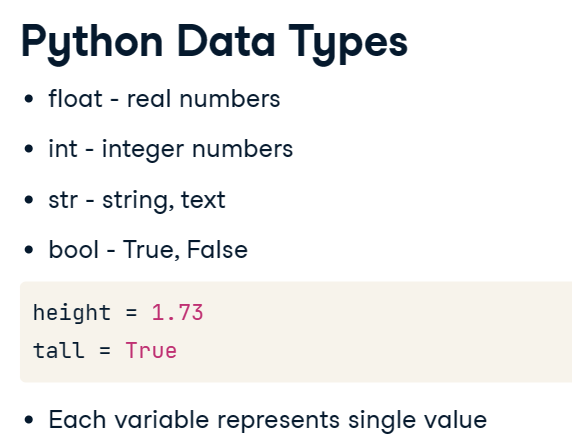 Python Data Types
• float - real numbers
• int - integer numbers
• str - string, text
• bool - True, False
height = 1.73
tall = True
• Each variable represents single value